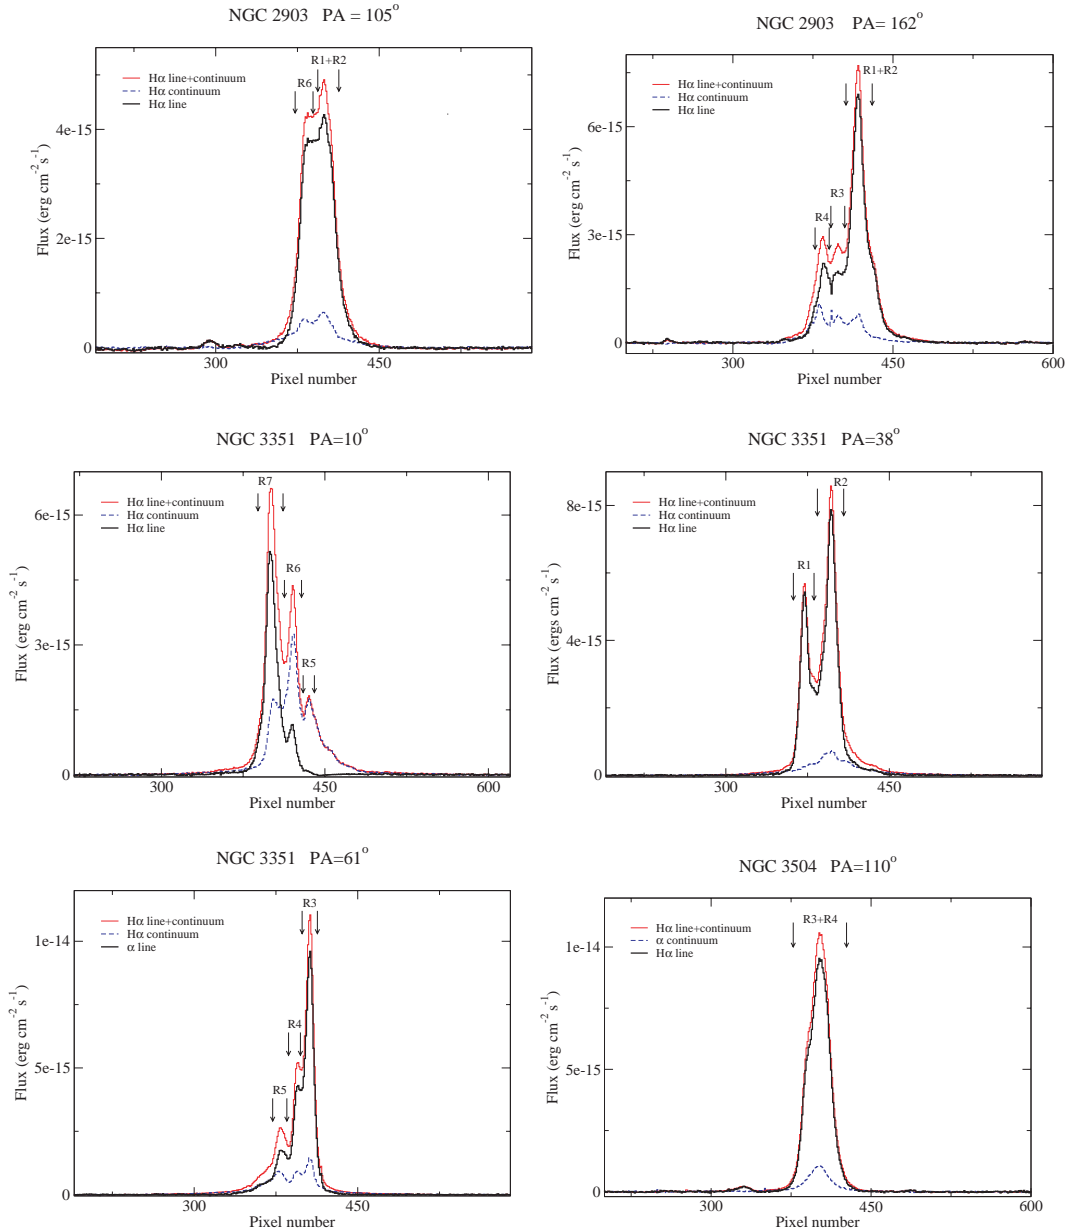 NGC 2903 PA = 105°
Hα line+continuum
Hα continuum
Hα line
R1+R2
R6
4e-15
2e-15
0
300
450
Flux (erg cm⁻² s⁻¹)
Pixel number
NGC 2903 PA= 162°
Hα line+continuum
Hα continuum
Hα line
R1+R2
R3
R4
6e-15
3e-15
0
300
450
600
Flux (erg cm⁻² s⁻¹)
Pixel number
NGC 3351 PA=10°
Hα line+continuum
Hα continuum
Hα line
R7
R6
R5
6e-15
3e-15
0
300
450
600
Flux (erg cm⁻² s⁻¹)
Pixel number
NGC 3351 PA=38°
Hα line+continuum
Hα continuum
Hα line
R2
R1
8e-15
4e-15
0
300
450
Flux (ergs cm⁻² s⁻¹)
Pixel number
NGC 3351 PA=61°
Hα line+continuum
Hα continuum
α line
R3
R4
R5
1e-14
5e-15
0
300
450
Flux (erg cm⁻² s⁻¹)
Pixel number
NGC 3504 PA=110°
Hα line+continuum
α continuum
Hα line
R3+R4
1e-14
5e-15
0
300
450
600
Flux (erg cm⁻² s⁻¹)
Pixel number